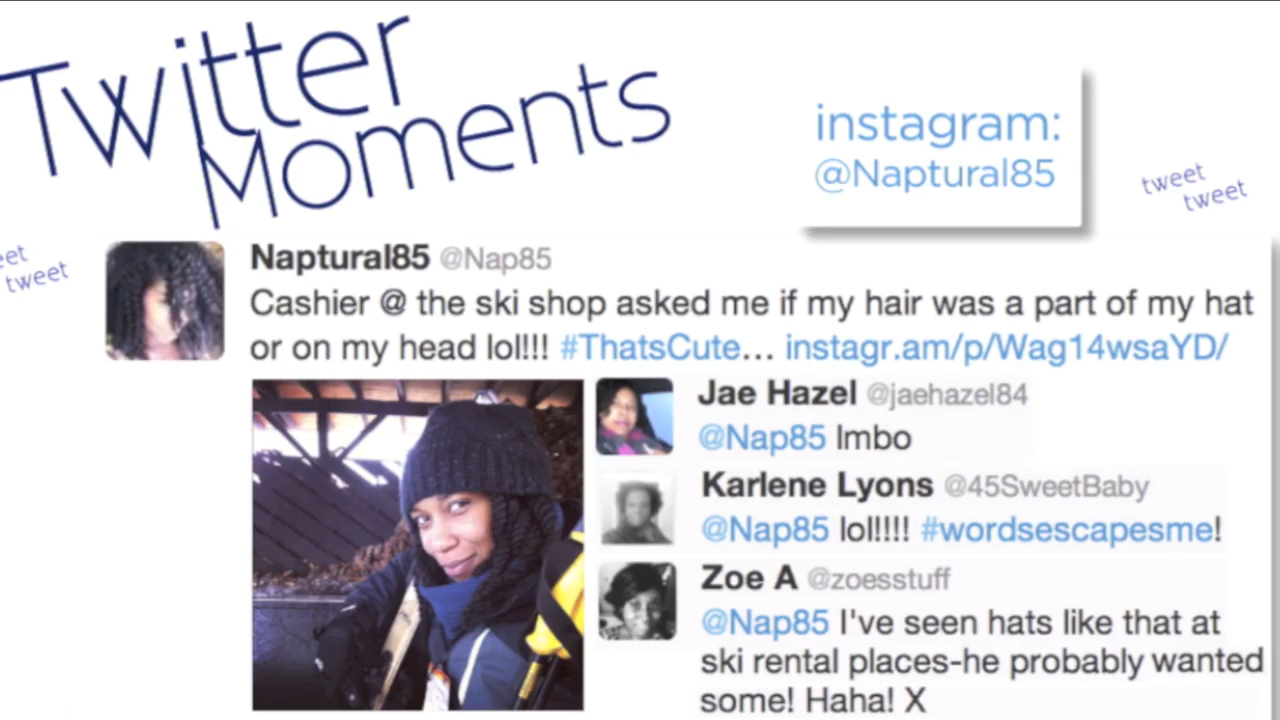 Twitter
Moments
instagram:
@Naptural85
tweet
tweet
eet
tweet
Naptural85 @Nap85
Cashier @ the ski shop asked me if my hair was a part of my hat
or on my head lol!!! #ThatsCute... instagr.am/p/Wag14wsaYD/
Jae Hazel @jaehazel84
@Nap85 lmbo
Karlene Lyons @45SweetBaby
@Nap85 lol!!!! #wordsescapesme!
Zoe A @zoesstuff
@Nap85 I've seen hats like that at
ski rental places-he probably wanted
some! Haha! X